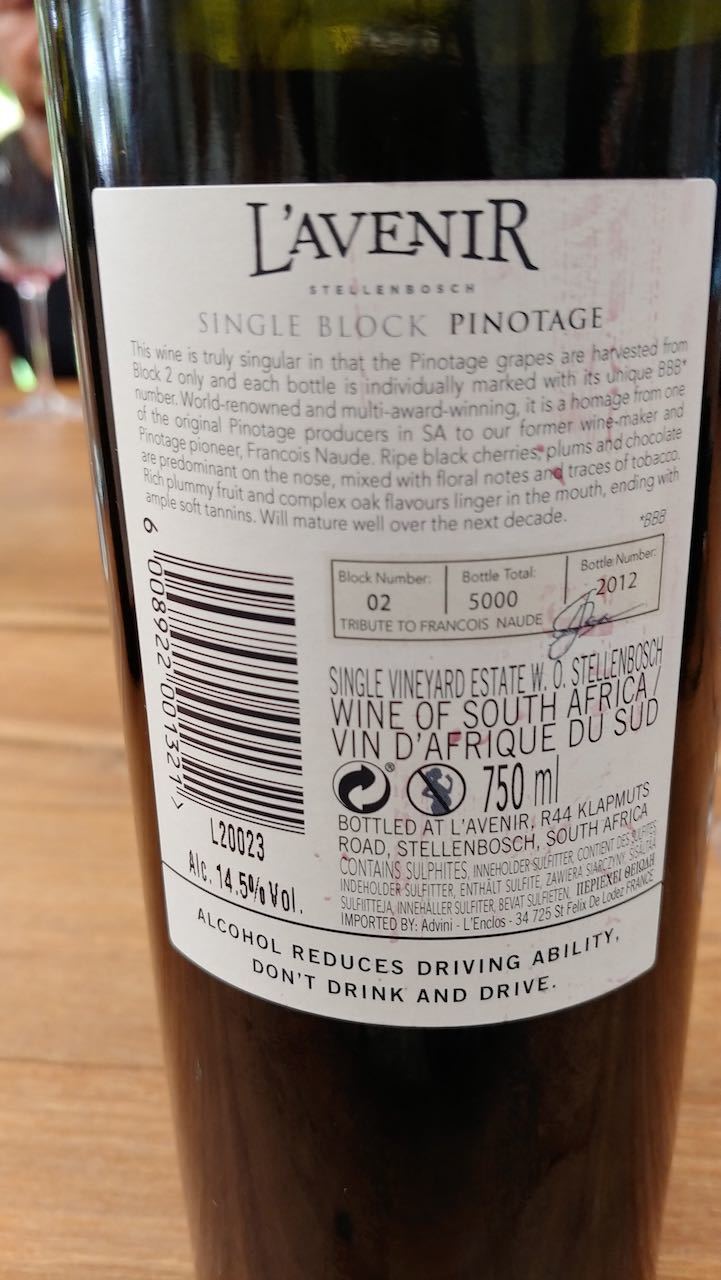 L'AVENIR
STELLENBOSCH
SINGLE BLOCK PINOTAGE
This wine is truly singular in that the Pinotage grapes are harvested from
Block 2 only and each bottle is individually marked with its unique BBB*
number. World-renowned and multi-award-winning, it is a homage from one
of the original Pinotage producers in SA to our former wine-maker and
Pinotage pioneer, Francois Naude. Ripe black cherries, plums and chocolate
are predominant on the nose, mixed with floral notes and traces of tobacco.
Rich plummy fruit and complex oak flavours linger in the mouth, ending with
ample soft tannins. Will mature well over the next decade.
*BBB
Block Number: Bottle Total: Bottle Number:
02 5000 2012
TRIBUTE TO FRANCOIS NAUDE
6 008922 001321 >
SINGLE VINEYARD ESTATE W. O. STELLENBOSCH
WINE OF SOUTH AFRICA /
VIN D'AFRIQUE DU SUD
® 750 ml
BOTTLED AT L'AVENIR, R44 KLAPMUTS
ROAD, STELLENBOSCH, SOUTH AFRICA
CONTAINS SULPHITES, INNEHOLDER SULFITTER, CONTIENT DES SULFITES
INDEHOLDER SULFITTER, ENTHÄLT SULFITE, ZAWIERA SIARCZYNY, SISÄLTÄÄ
SULFIITTEJA, INNEHÅLLER SULFITER, BEVAT SULFIETEN, ΠΕΡΙΕΧΕΙ ΘΕΙΩΔΗ
IMPORTED BY: Advini - L'Enclos - 34 725 St Felix De Lodez FRANCE
L20023
Alc. 14.5% Vol.
ALCOHOL REDUCES DRIVING ABILITY,
DON'T DRINK AND DRIVE.